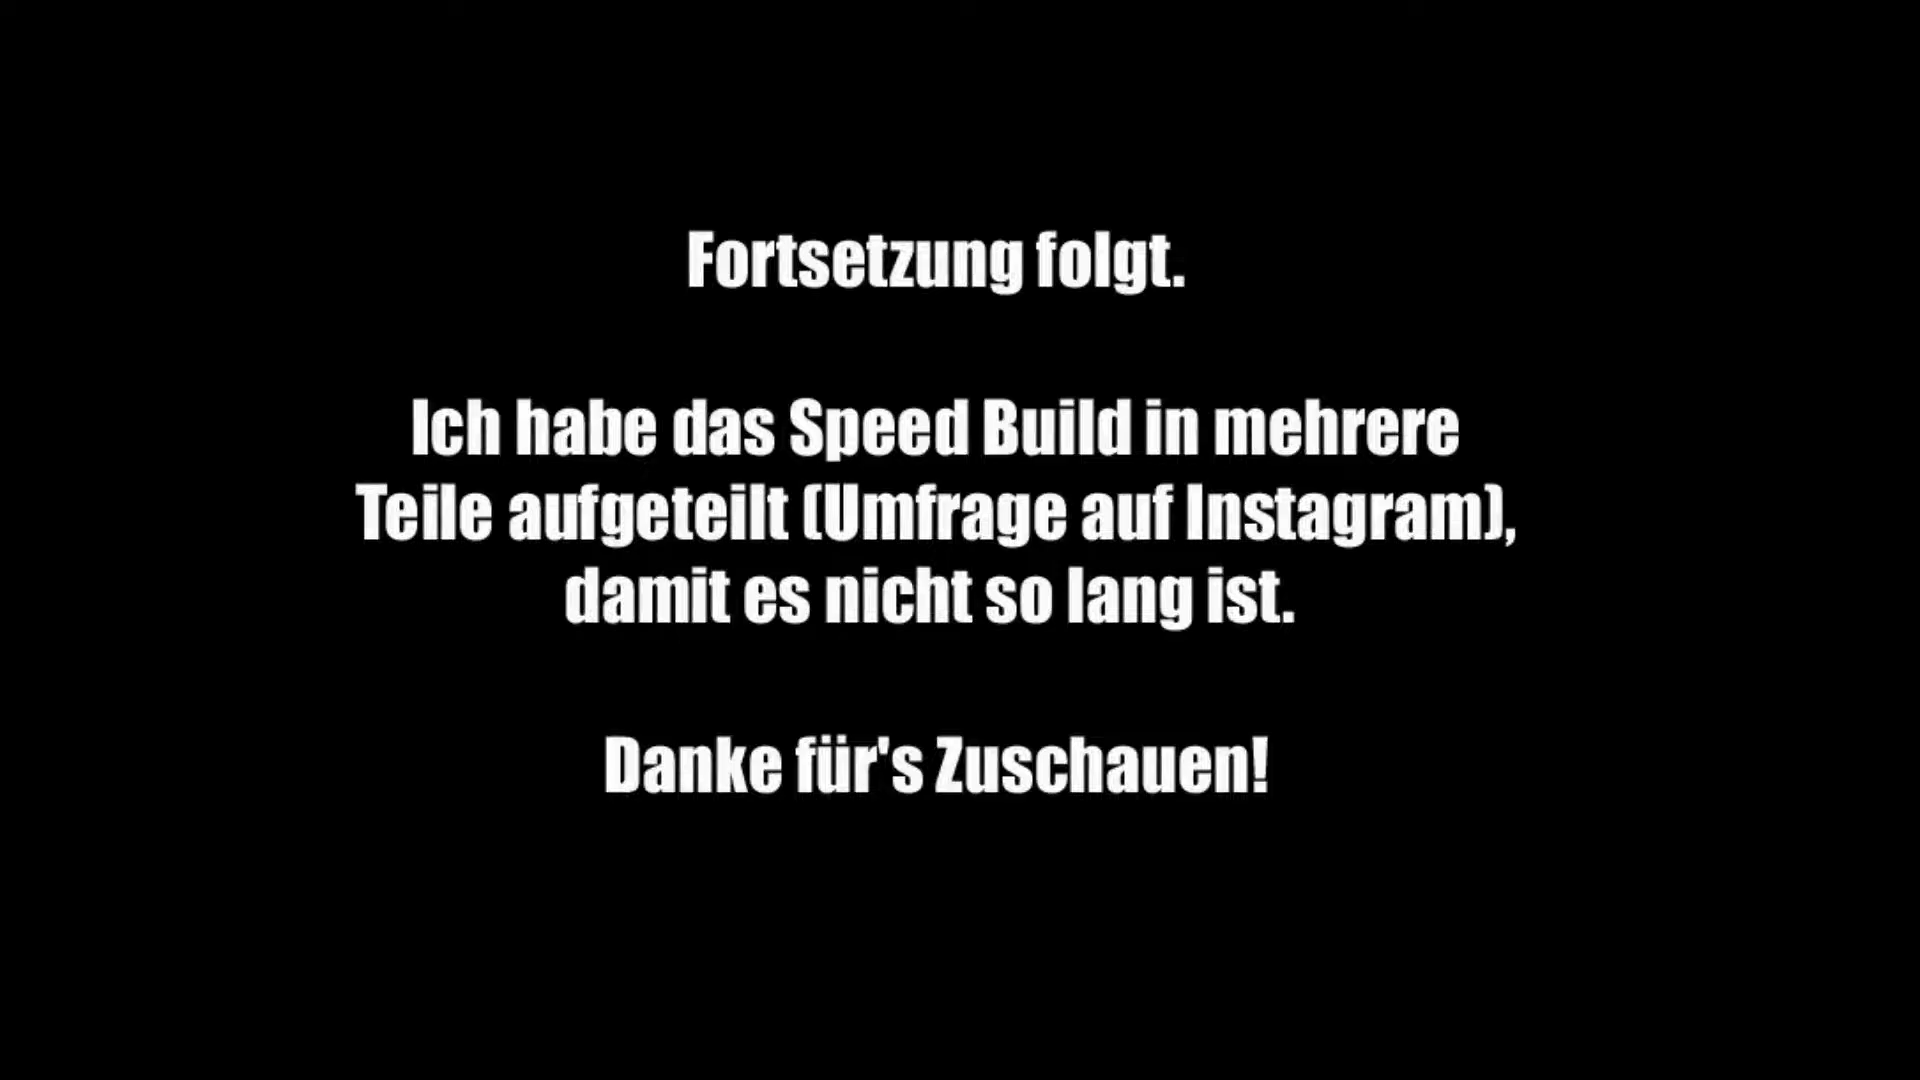 Fortsetzung folgt.
Ich habe das Speed Build in mehrere
Teile aufgeteilt (Umfrage auf Instagram),
damit es nicht so lang ist.
Danke für's Zuschauen!